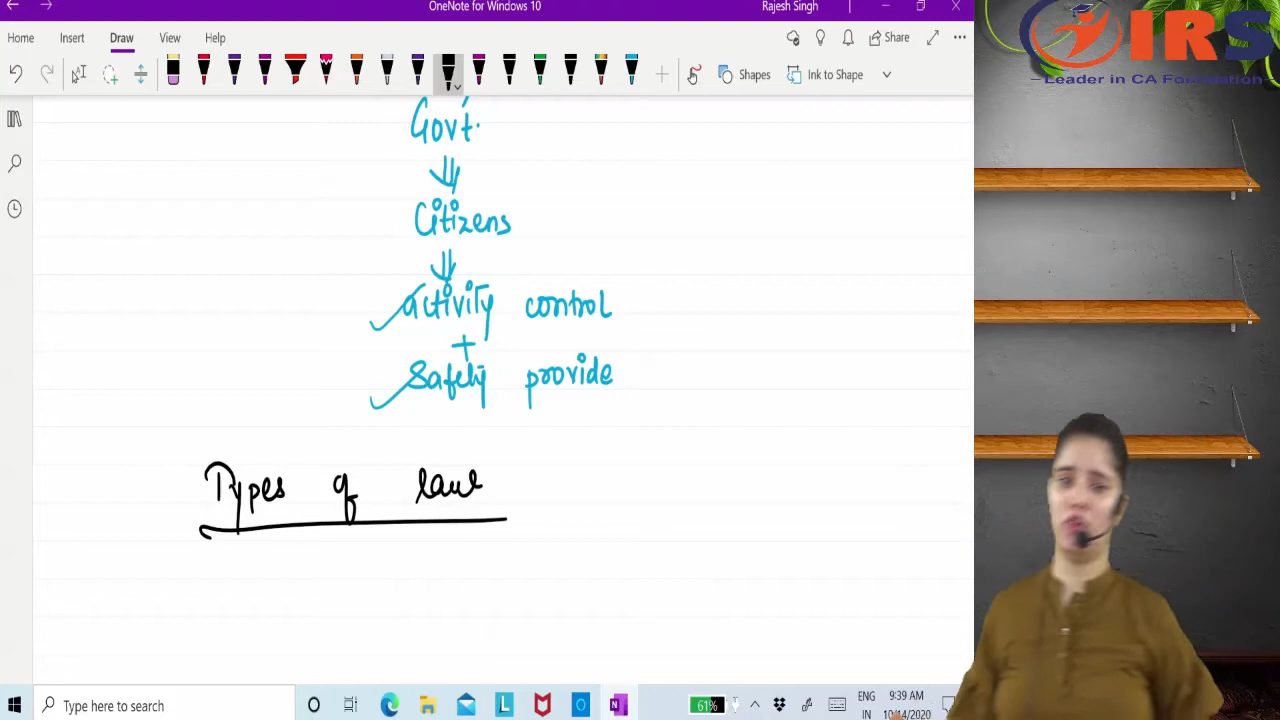 OneNote for Windows 10
Rajesh Singh
Home Insert Draw View Help
Share
Shapes
Ink to Shape
IRS
Leader in CA Foundation
Govt.
Citizens
activity control
+
Safety provide
Types of law
Type here to search
61%
ENG
IN
9:39 AM
10/14/2020